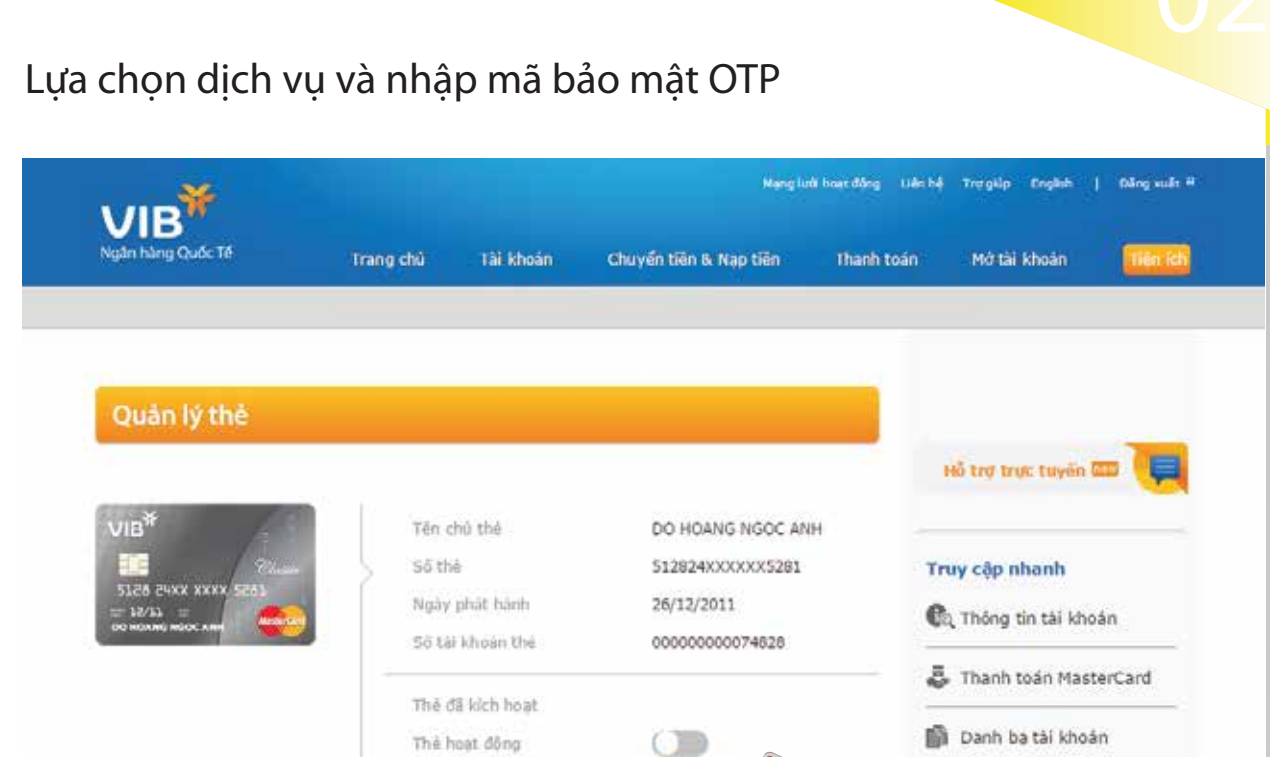 02
Lựa chọn dịch vụ và nhập mã bảo mật OTP
Mạng lưới hoạt động Liên hệ Trợ giúp English | Đăng xuất
VIB
Ngân hàng Quốc Tế
Trang chủ Tài khoản Chuyển tiền & Nạp tiền Thanh toán Mở tài khoản Tiện ích
Quản lý thẻ
Hỗ trợ trực tuyến new
VIB
Classic
5128 24XX XXXX 5281
12/11
DO HOANG NGOC ANH
MasterCard
Tên chủ thẻ DO HOANG NGOC ANH
Số thẻ 512824XXXXXX5281
Ngày phát hành 26/12/2011
Số tài khoản thẻ 000000000074828
Thẻ đã kích hoạt
Thẻ hoạt động
Truy cập nhanh
Thông tin tài khoản
Thanh toán MasterCard
Danh bạ tài khoản